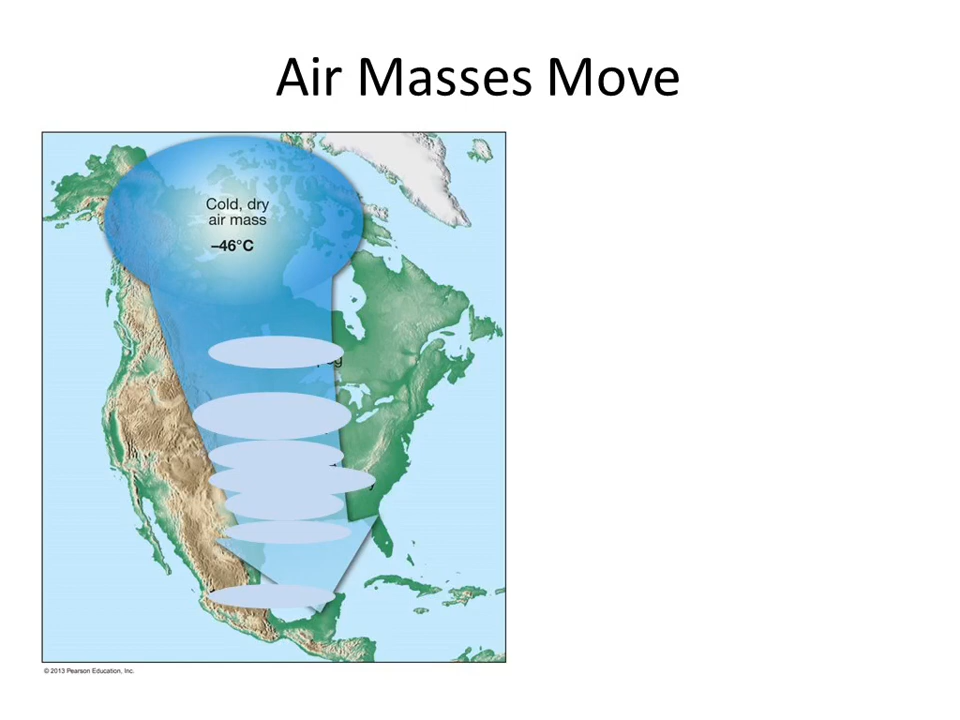 Air Masses Move
Cold, dry
air mass
–46°C
© 2013 Pearson Education, Inc.